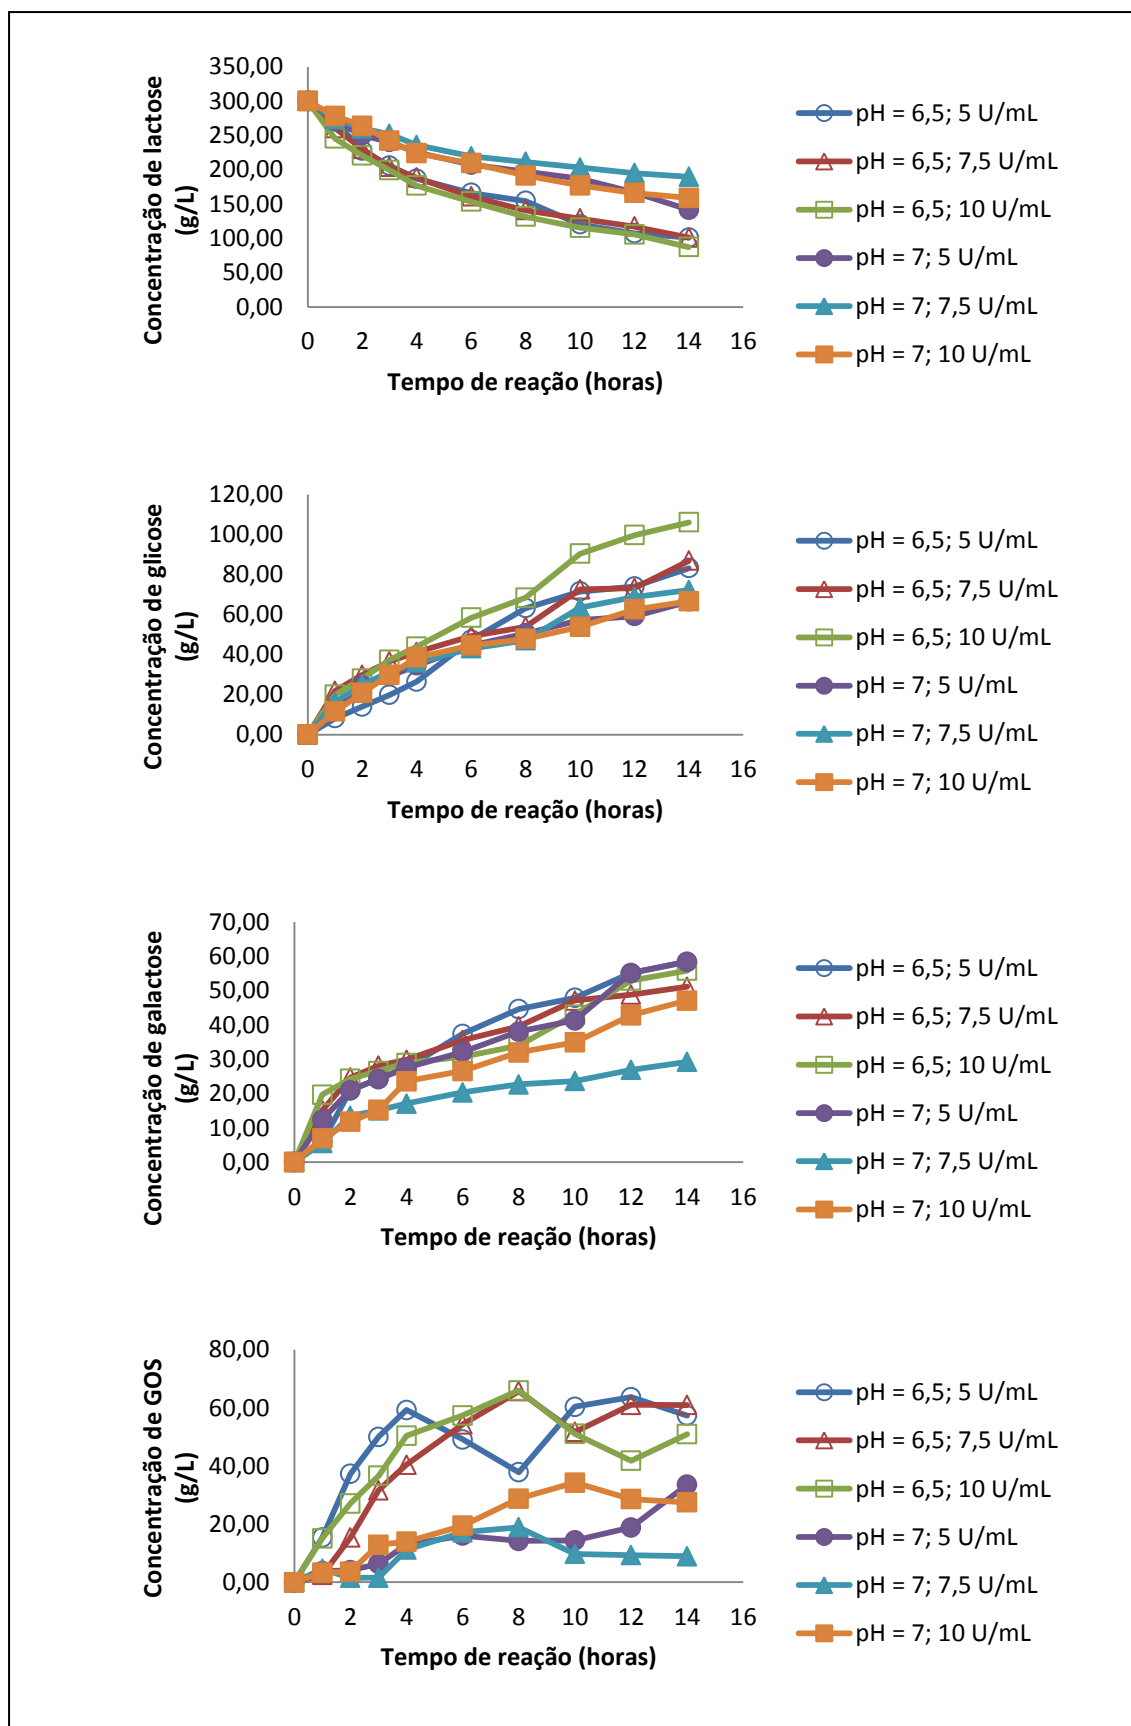 Concentração de lactose
(g/L)
350,00
300,00
250,00
200,00
150,00
100,00
50,00
0,00
0 2 4 6 8 10 12 14 16
Tempo de reação (horas)
pH = 6,5; 5 U/mL
pH = 6,5; 7,5 U/mL
pH = 6,5; 10 U/mL
pH = 7; 5 U/mL
pH = 7; 7,5 U/mL
pH = 7; 10 U/mL
Concentração de glicose
(g/L)
120,00
100,00
80,00
60,00
40,00
20,00
0,00
0 2 4 6 8 10 12 14 16
Tempo de reação (horas)
pH = 6,5; 5 U/mL
pH = 6,5; 7,5 U/mL
pH = 6,5; 10 U/mL
pH = 7; 5 U/mL
pH = 7; 7,5 U/mL
pH = 7; 10 U/mL
Concentração de galactose
(g/L)
70,00
60,00
50,00
40,00
30,00
20,00
10,00
0,00
0 2 4 6 8 10 12 14 16
Tempo de reação (horas)
pH = 6,5; 5 U/mL
pH = 6,5; 7,5 U/mL
pH = 6,5; 10 U/mL
pH = 7; 5 U/mL
pH = 7; 7,5 U/mL
pH = 7; 10 U/mL
Concentração de GOS
(g/L)
80,00
60,00
40,00
20,00
0,00
0 2 4 6 8 10 12 14 16
Tempo de reação (horas)
pH = 6,5; 5 U/mL
pH = 6,5; 7,5 U/mL
pH = 6,5; 10 U/mL
pH = 7; 5 U/mL
pH = 7; 7,5 U/mL
pH = 7; 10 U/mL